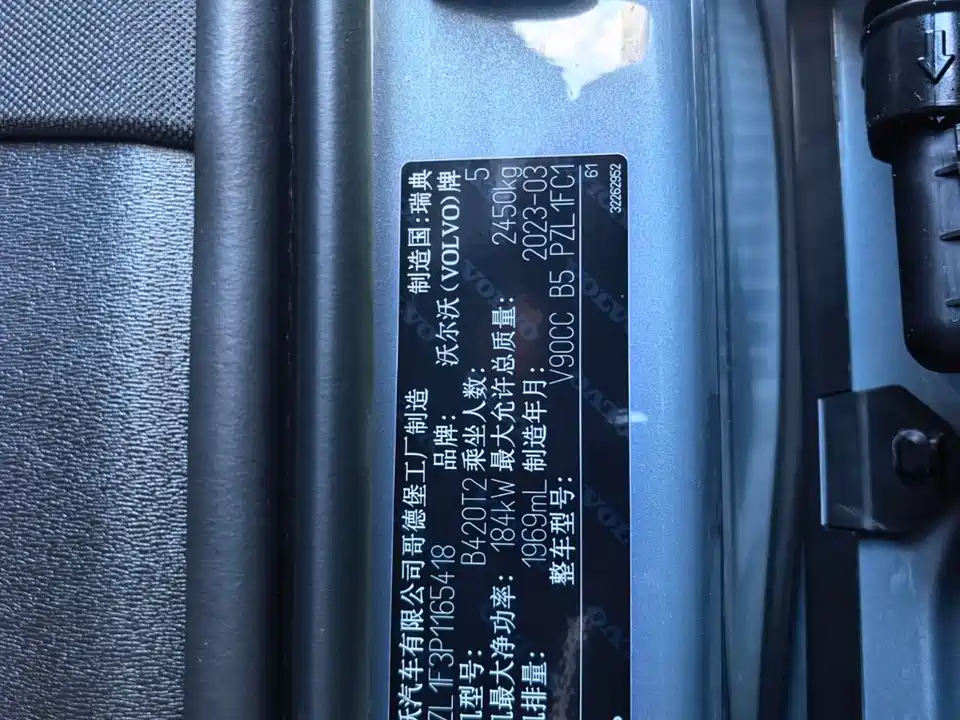 沃汽车有限公司哥德堡工厂制造 制造国:瑞典
ZL1F3P1165418 品牌: 沃尔沃(VOLVO)牌
机型号: B420T2 乘坐人数: 5
机最大净功率: 184kW 最大允许总质量: 2450kg
机排量: 1969mL 制造年月: 2023-03
整车型号: V90CC B5 PZL1FC1
61
32262952